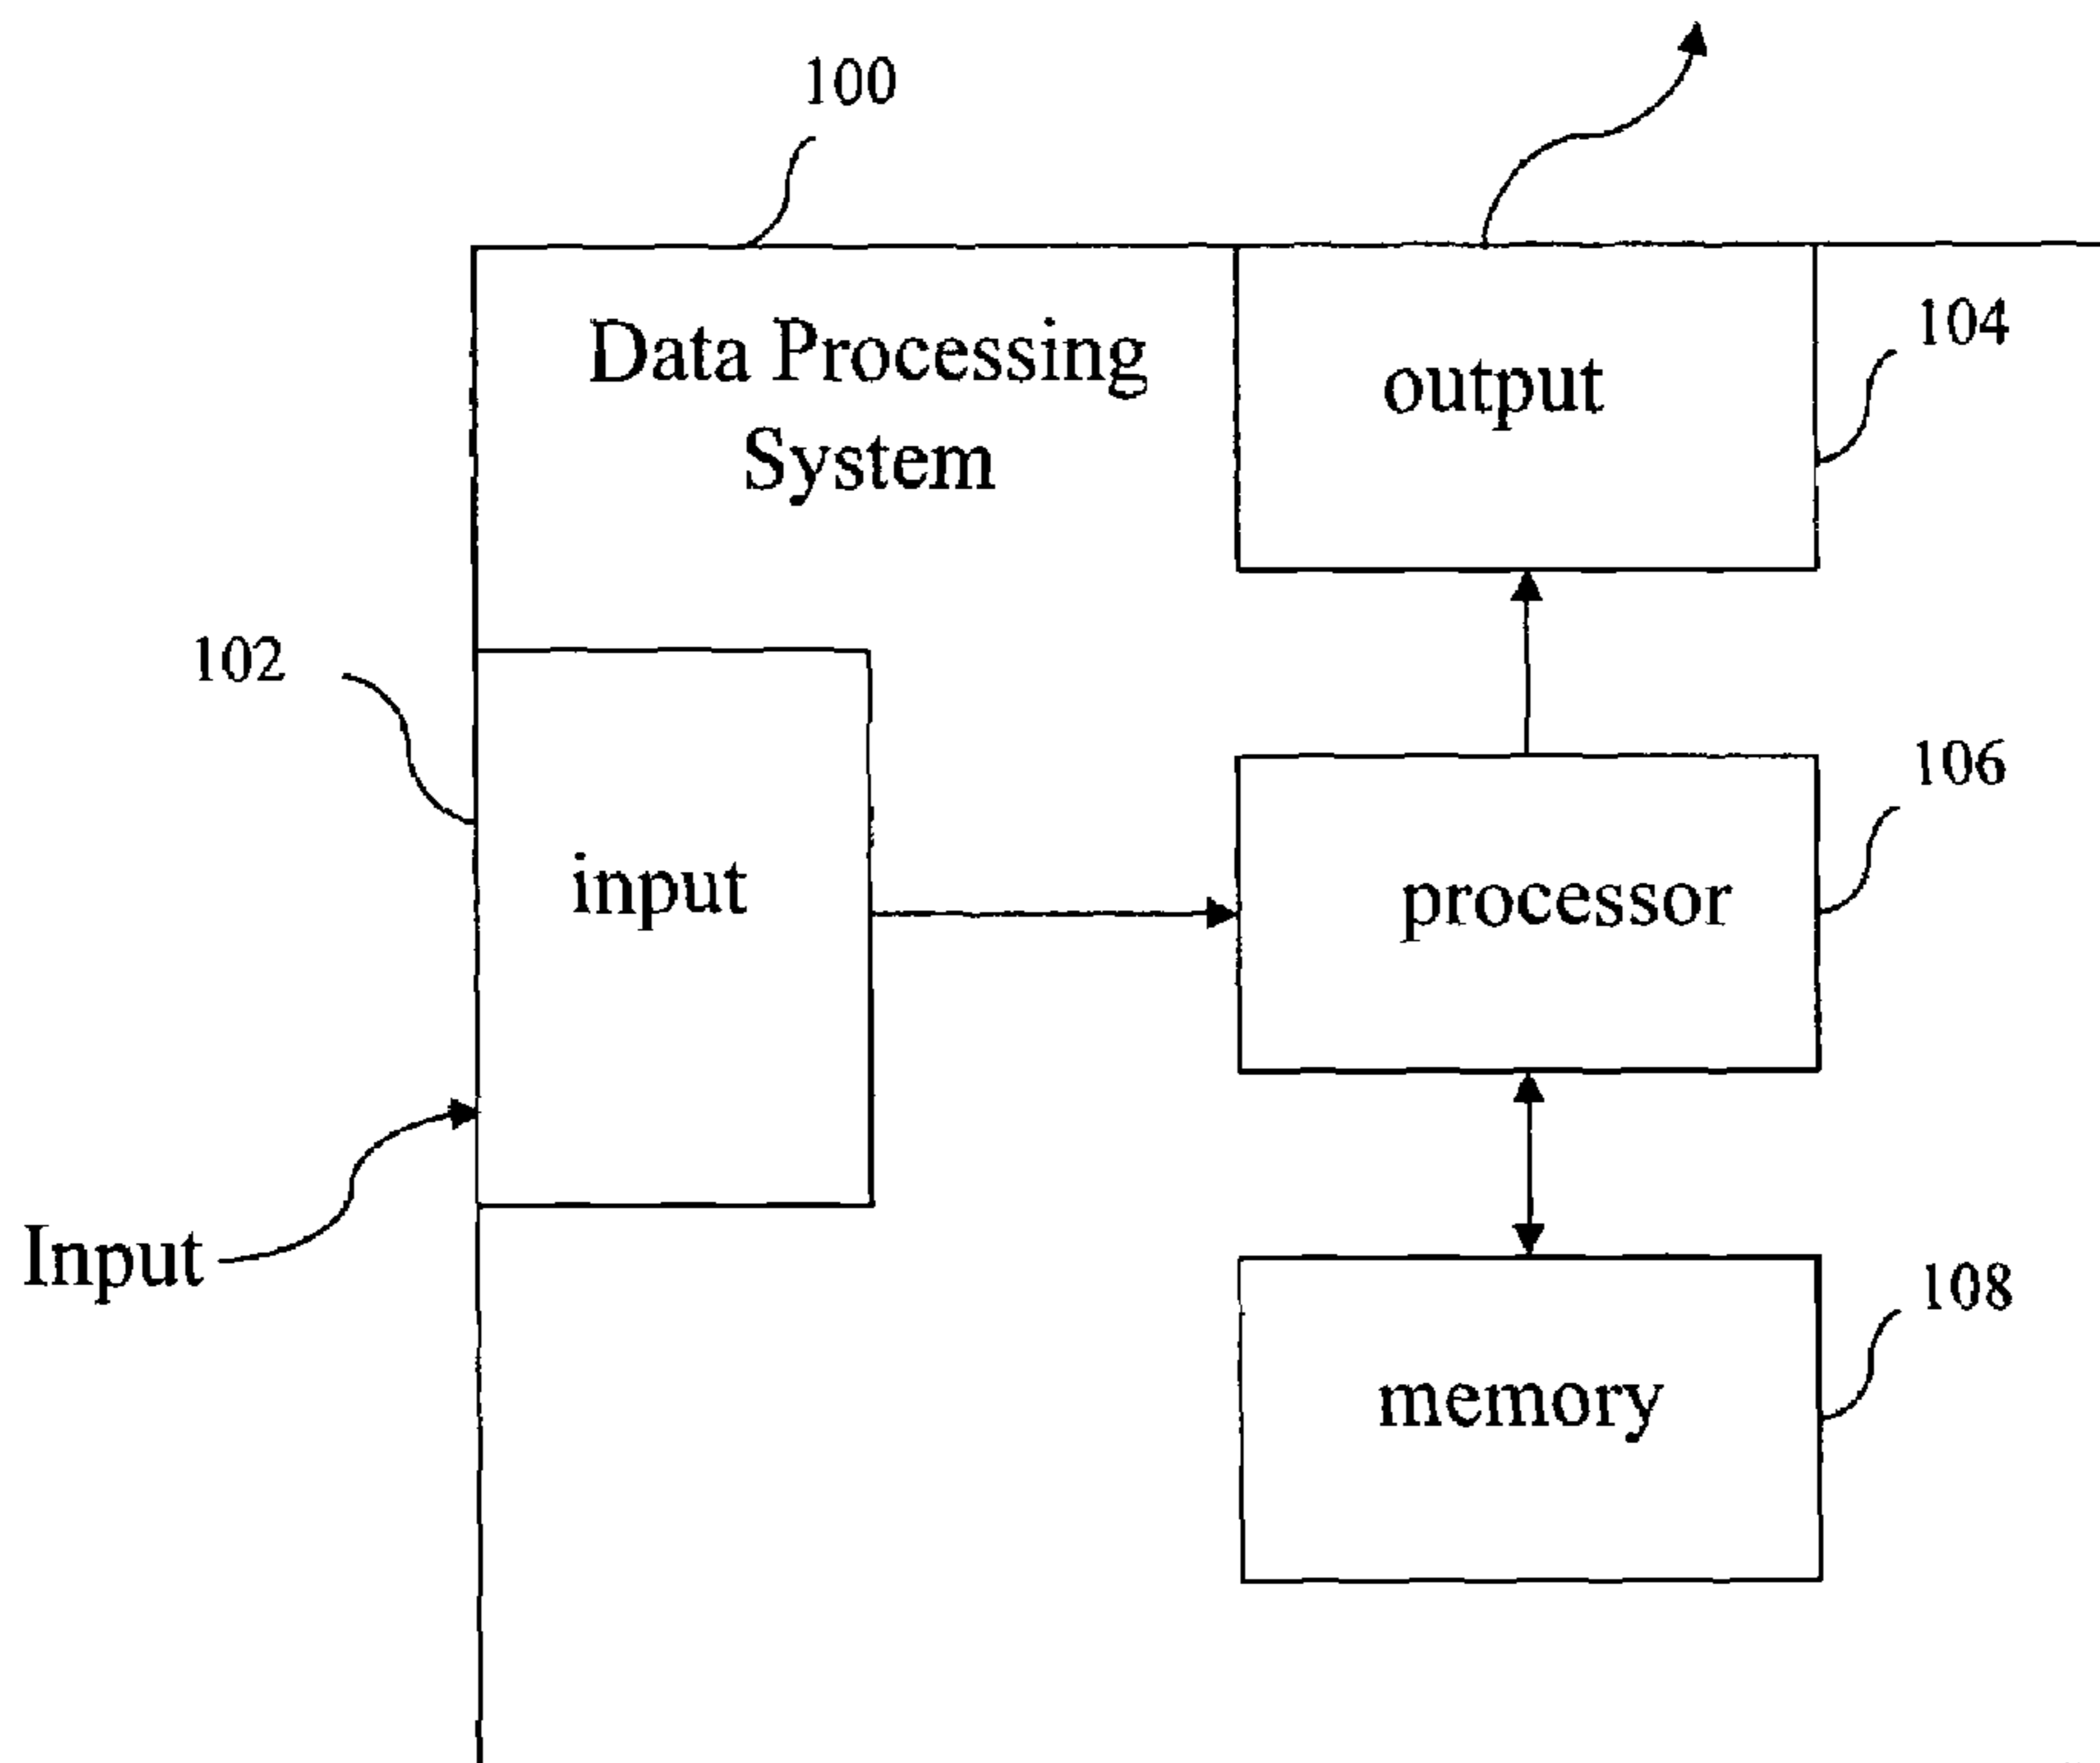 100
Data Processing
System
output
104
102
input
processor
106
Input
memory
108